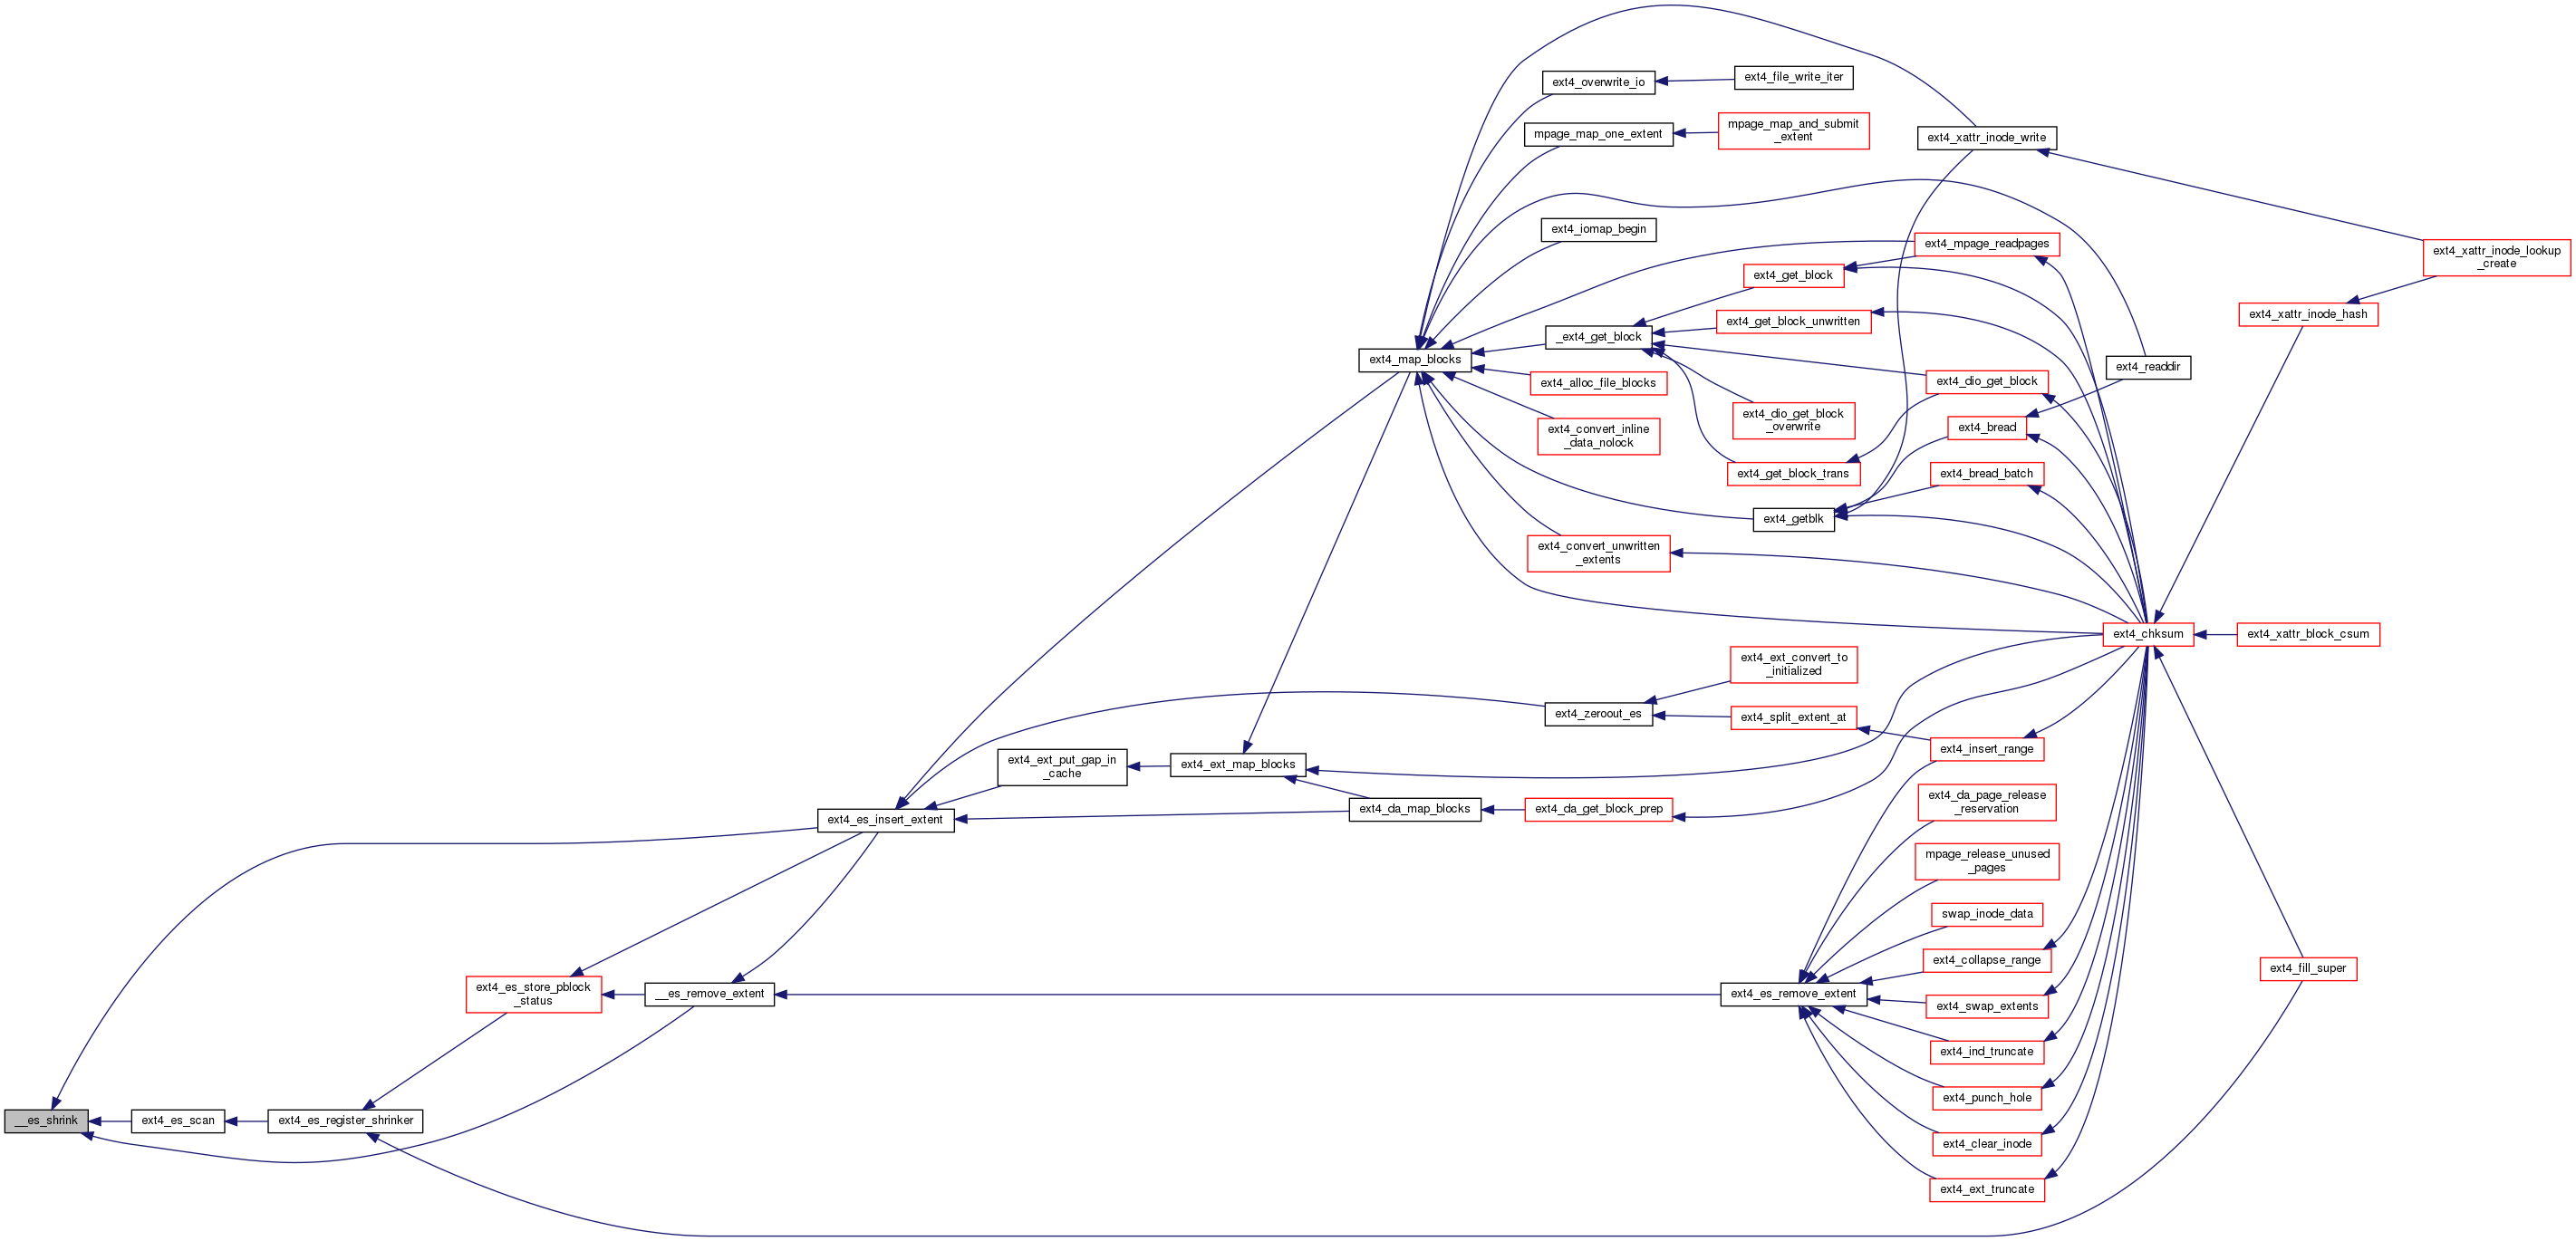 ext4_overwrite_io
ext4_file_write_iter
mpage_map_one_extent
mpage_map_and_submit
_extent
ext4_xattr_inode_write
ext4_iomap_begin
ext4_mpage_readpages
ext4_xattr_inode_lookup
_create
ext4_get_block
ext4_xattr_inode_hash
ext4_get_block_unwritten
_ext4_get_block
ext4_map_blocks
ext4_readdir
ext4_alloc_file_blocks
ext4_dio_get_block
ext4_dio_get_block
_overwrite
ext4_convert_inline
_data_nolock
ext4_bread
ext4_get_block_trans
ext4_bread_batch
ext4_getblk
ext4_convert_unwritten
_extents
ext4_chksum
ext4_xattr_block_csum
ext4_ext_convert_to
_initialized
ext4_zeroout_es
ext4_split_extent_at
ext4_insert_range
ext4_ext_put_gap_in
_cache
ext4_ext_map_blocks
ext4_da_page_release
_reservation
ext4_es_insert_extent
ext4_da_map_blocks
ext4_da_get_block_prep
mpage_release_unused
_pages
swap_inode_data
ext4_collapse_range
ext4_fill_super
ext4_es_store_pblock
_status
__es_remove_extent
ext4_es_remove_extent
ext4_swap_extents
ext4_ind_truncate
ext4_punch_hole
__es_shrink
ext4_es_scan
ext4_es_register_shrinker
ext4_clear_inode
ext4_ext_truncate